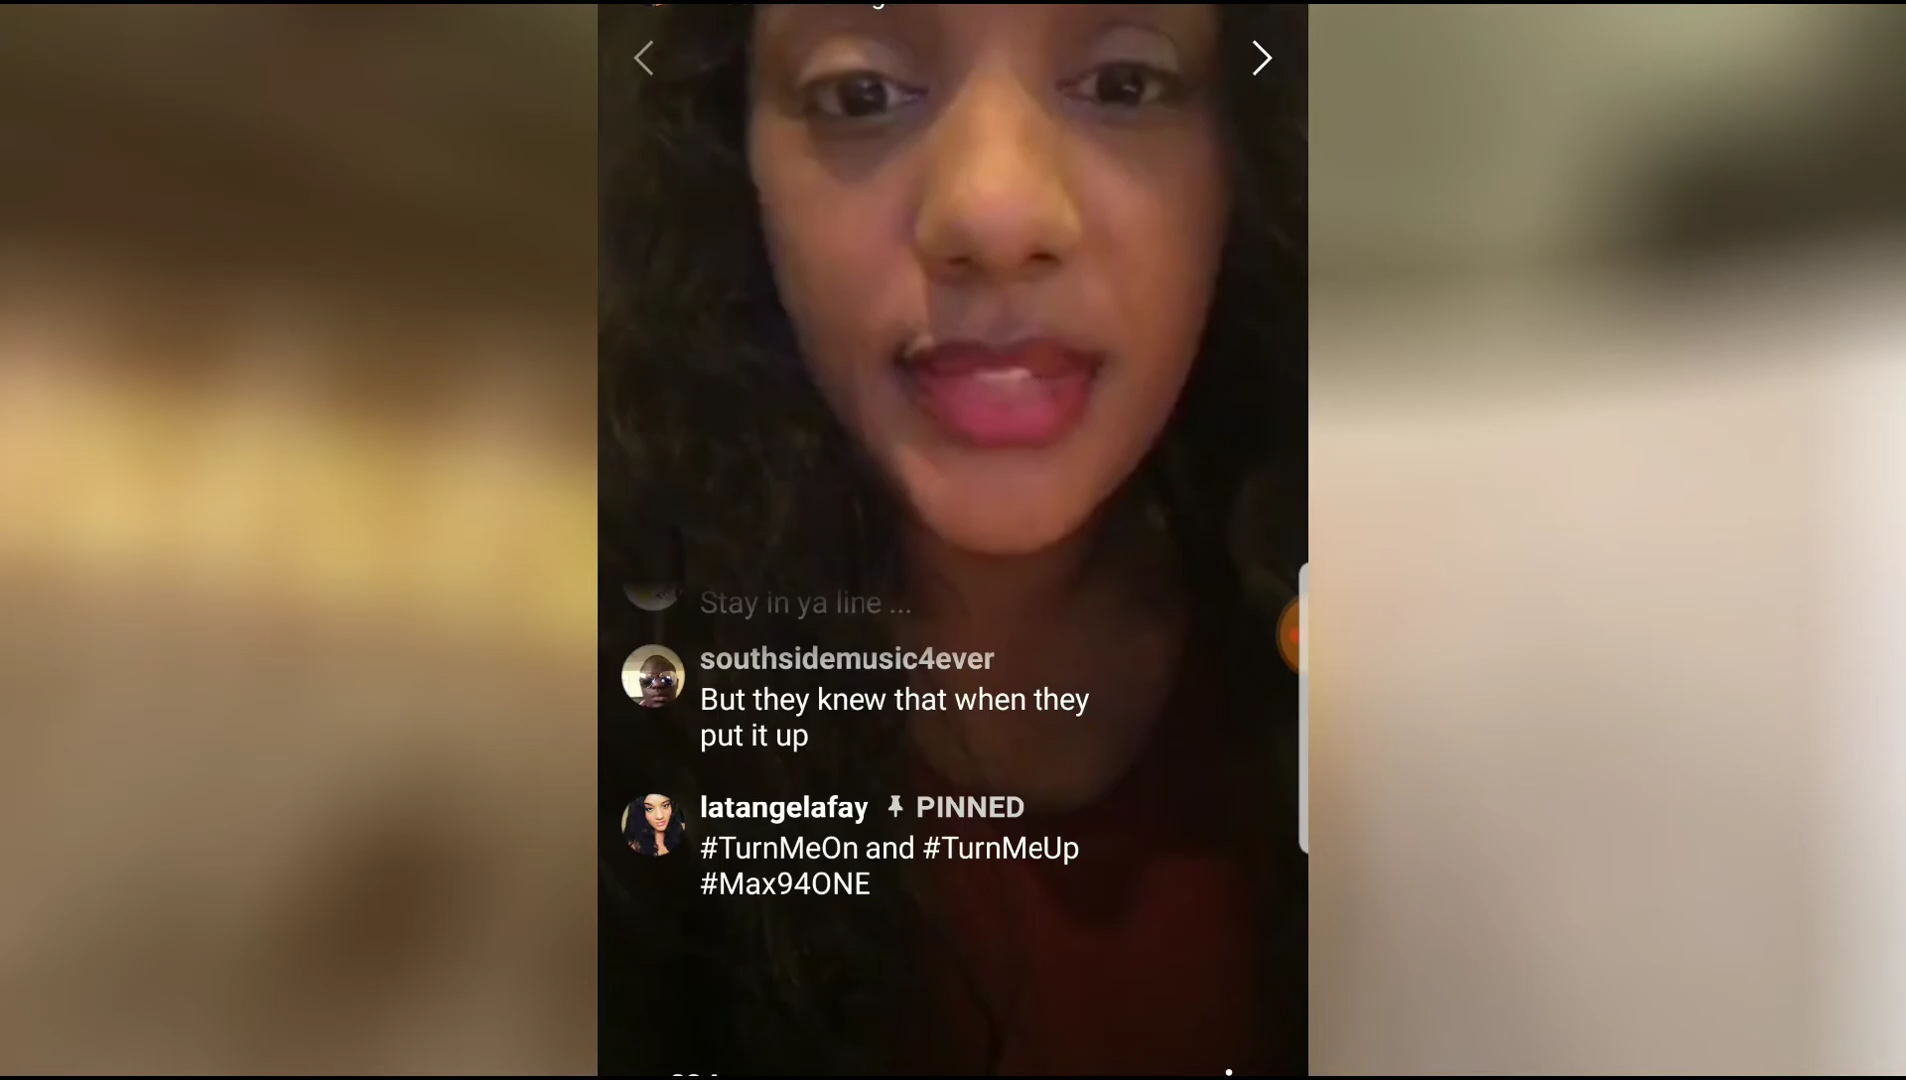 Stay in ya line ...
southsidemusic4ever
But they knew that when they
put it up
latangelafay PINNED
#TurnMeOn and #TurnMeUp
#Max94ONE